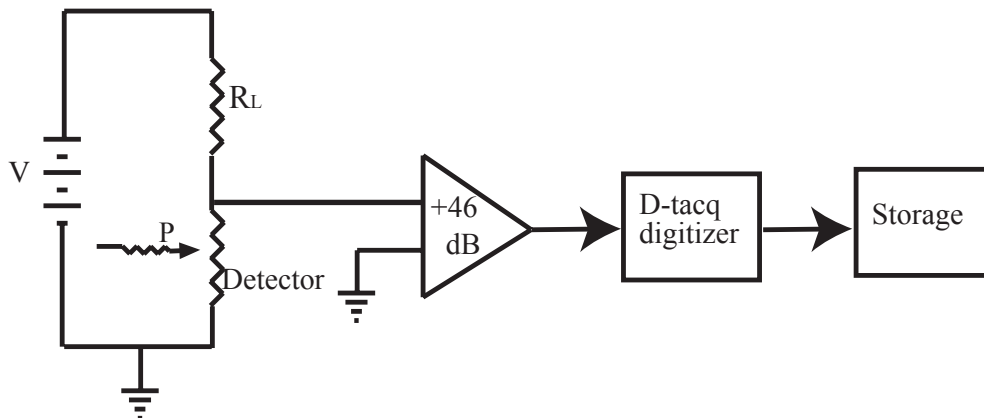 RL
V
P
Detector
+46
dB
D-tacq
digitizer
Storage